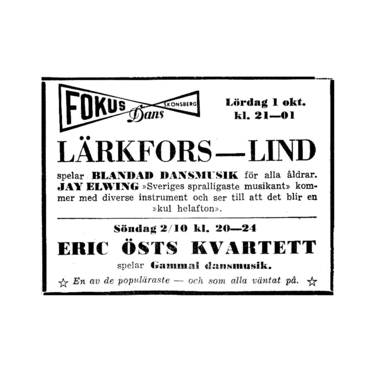 FOKUS
Dans
SKÖNSBERG
Lördag 1 okt.
kl. 21—01
LÄRKFORS—LIND
spelar BLANDAD DANSMUSIK för alla åldrar.
JAY ELWING »Sveriges spralligaste musikant» kom-
mer med diverse instrument och ser till att det blir en
»kul helafton».
Söndag 2/10 kl. 20—24
ERIC ÖSTS KVARTETT
spelar Gammal dansmusik.
☆ En av de populäraste — och som alla väntat på. ☆